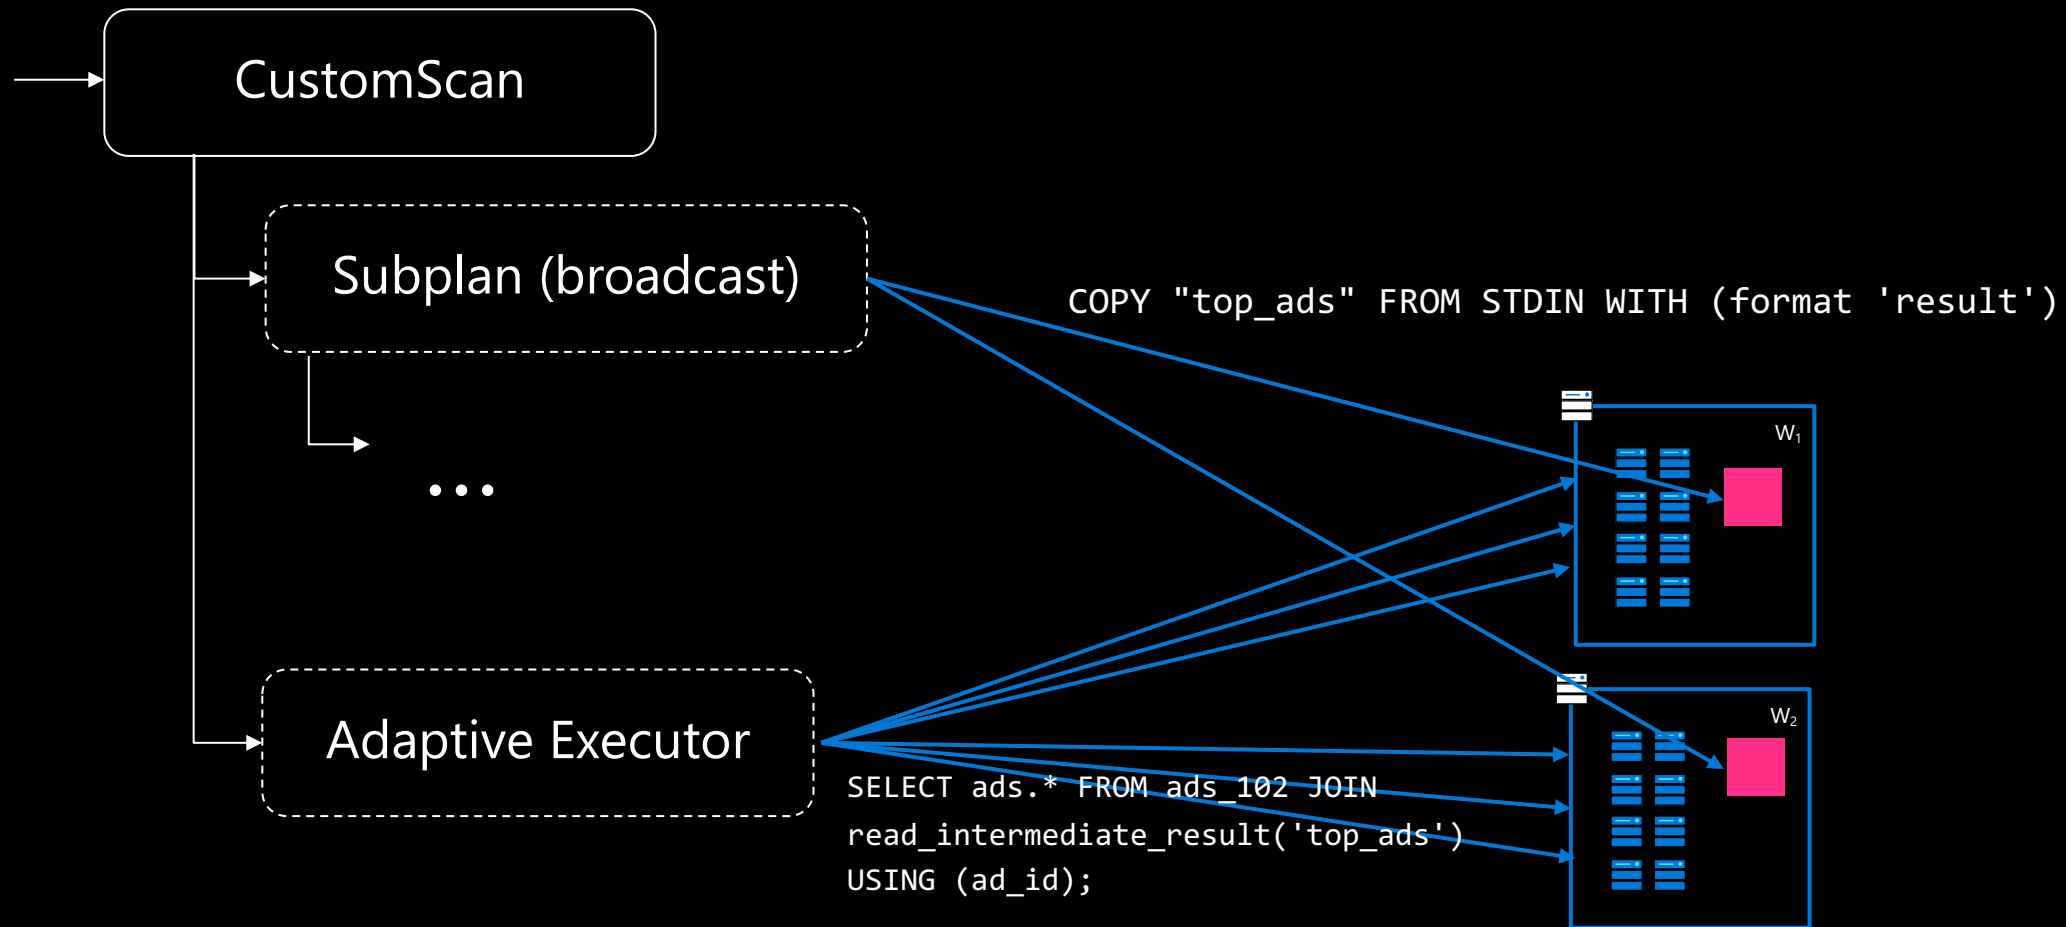 CustomScan
Subplan (broadcast)
COPY "top_ads" FROM STDIN WITH (format 'result')
W₁
...
Adaptive Executor
W₂
SELECT ads.* FROM ads_102 JOIN
read_intermediate_result('top_ads')
USING (ad_id);